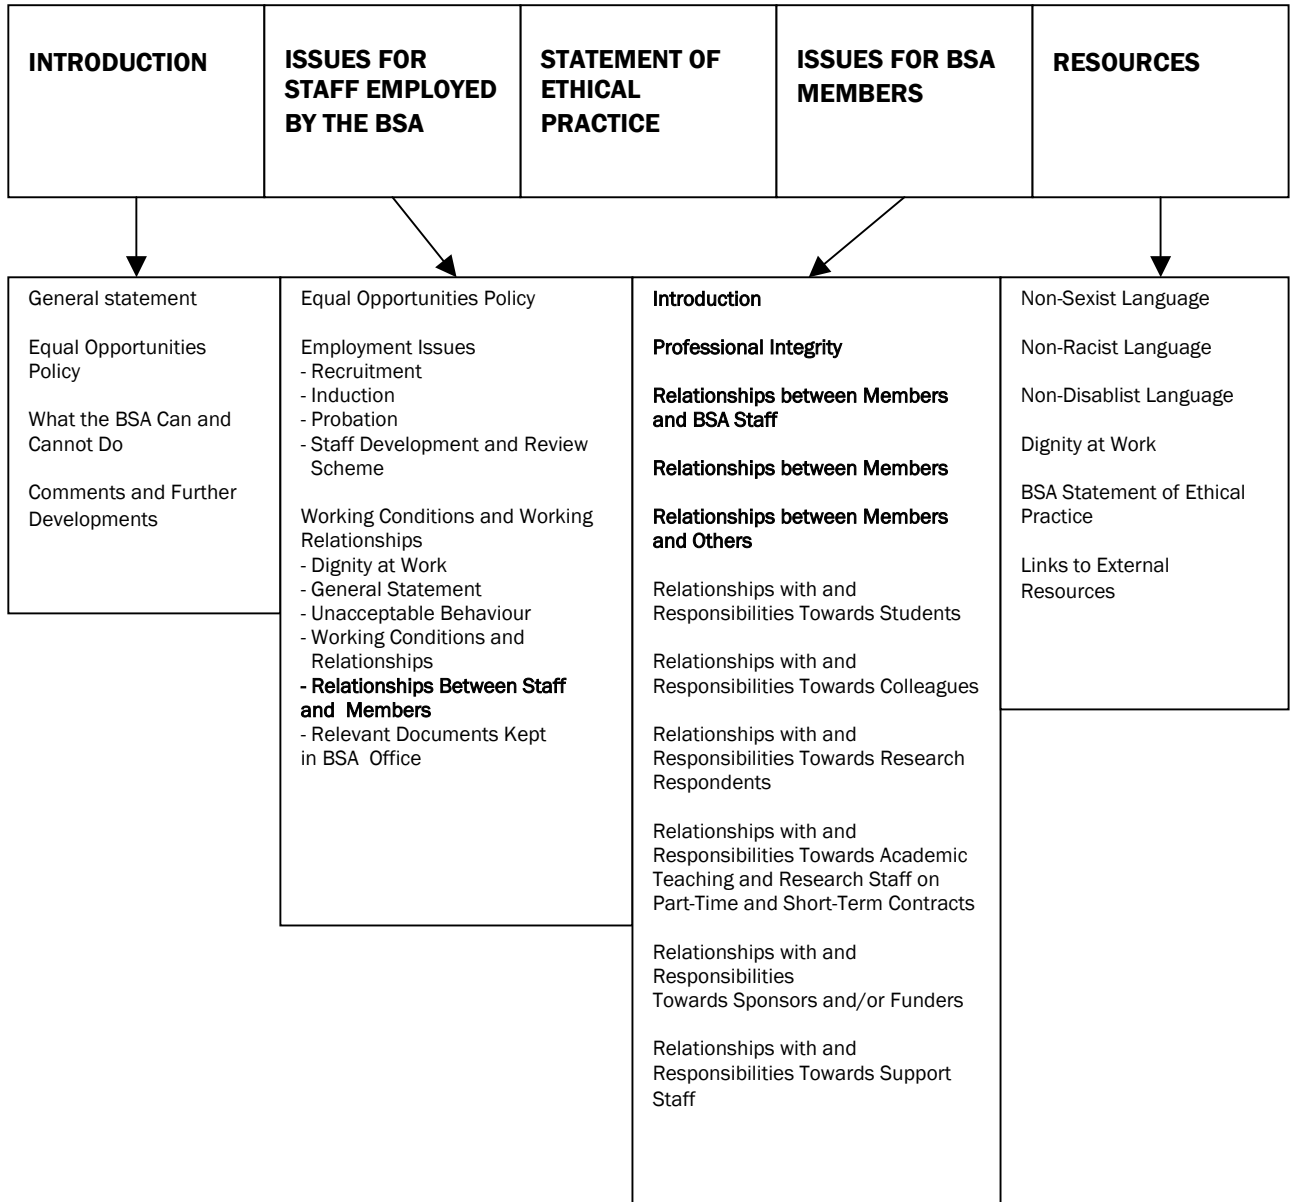 INTRODUCTION
ISSUES FOR
STAFF EMPLOYED
BY THE BSA
STATEMENT OF
ETHICAL
PRACTICE
ISSUES FOR BSA
MEMBERS
RESOURCES
General statement
Equal Opportunities
Policy
What the BSA Can and
Cannot Do
Comments and Further
Developments
Equal Opportunities Policy
Employment Issues
- Recruitment
- Induction
- Probation
- Staff Development and Review
Scheme
Working Conditions and Working
Relationships
- Dignity at Work
- General Statement
- Unacceptable Behaviour
- Working Conditions and
Relationships
- Relationships Between Staff
and Members
- Relevant Documents Kept
in BSA Office
Introduction
Professional Integrity
Relationships between Members
and BSA Staff
Relationships between Members
Relationships between Members
and Others
Relationships with and
Responsibilities Towards Students
Relationships with and
Responsibilities Towards Colleagues
Relationships with and
Responsibilities Towards Research
Respondents
Relationships with and
Responsibilities Towards Academic
Teaching and Research Staff on
Part-Time and Short-Term Contracts
Relationships with and
Responsibilities
Towards Sponsors and/or Funders
Relationships with and
Responsibilities Towards Support
Staff
Non-Sexist Language
Non-Racist Language
Non-Disablist Language
Dignity at Work
BSA Statement of Ethical
Practice
Links to External
Resources